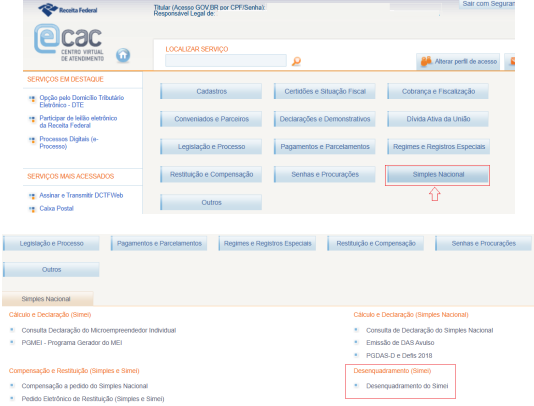 Receita Federal
Titular (Acesso GOV.BR por CPF/Senha):
Responsável Legal de:
Sair com Seguran
eCAC
CENTRO VIRTUAL
DE ATENDIMENTO
LOCALIZAR SERVIÇO
Alterar perfil de acesso
SERVIÇOS EM DESTAQUE
Opção pelo Domicílio Tributário
Eletrônico - DTE
Participar de leilão eletrônico
da Receita Federal
Processos Digitais (e-
Processo)
SERVIÇOS MAIS ACESSADOS
Assinar e Transmitir DCTFWeb
Caixa Postal
Cadastros
Certidões e Situação Fiscal
Cobrança e Fiscalização
Conveniados e Parceiros
Declarações e Demonstrativos
Dívida Ativa da União
Legislação e Processo
Pagamentos e Parcelamentos
Regimes e Registros Especiais
Restituição e Compensação
Senhas e Procurações
Simples Nacional
Outros
Legislação e Processo
Pagamentos e Parcelamentos
Regimes e Registros Especiais
Restituição e Compensação
Senhas e Procurações
Outros
Simples Nacional
Cálculo e Declaração (Simei)
Consulta Declaração do Microempreendedor Individual
PGMEI - Programa Gerador do MEI
Cálculo e Declaração (Simples Nacional)
Consulta de Declaração do Simples Nacional
Emissão de DAS Avulso
PGDAS-D e Defis 2018
Compensação e Restituição (Simples e Simei)
Compensação a pedido do Simples Nacional
Pedido Eletrônico de Restituição (Simples e Simei)
Desenquadramento (Simei)
Desenquadramento do Simei